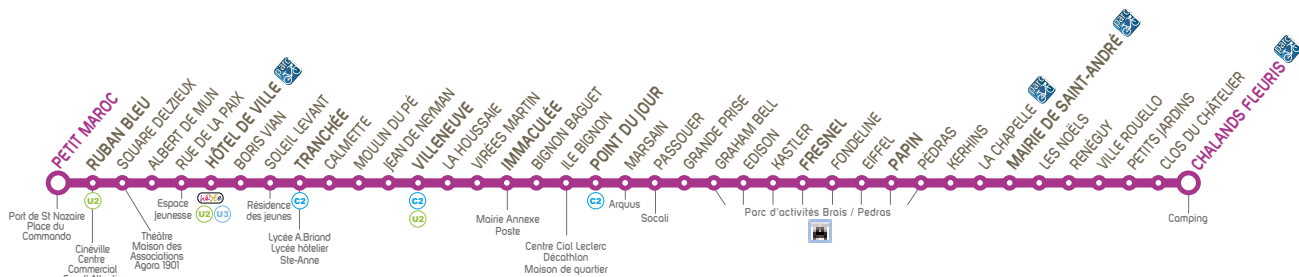 PETIT MAROC
RUBAN BLEU
SQUARE DELZIEUX
ALBERT DE MUN
RUE DE LA PAIX
HÔTEL DE VILLE
parc
BORIS VIAN
SOLEIL LEVANT
TRANCHÉE
CALMETTE
MOULIN DU PÉ
JEAN DE NEYMAN
VILLENEUVE
LA HOUSSAIE
VIRÉES MARTIN
IMMACULÉE
BIGNON BAGUET
ILE BIGNON
POINT DU JOUR
MARSAIN
PASSOUER
GRANDE PRISE
GRAHAM BELL
EDISON
KASTLER
FRESNEL
FONDELINE
EIFFEL
PAPIN
PÉDRAS
KERHINS
LA CHAPELLE
parc
MAIRIE DE SAINT-ANDRÉ
parc
LES NOËLS
RENÉGUY
VILLE ROUELLO
PETITS JARDINS
CLOS DU CHÂTELIER
CHALANDS FLEURIS
parc
Port de St Nazaire
Place du
Commando
U2
Cinéville
Centre
Commercial
Théâtre
Maison des
Associations
Agora 1901
Espace
Jeunesse
hélYce
U2 U3
Résidence
des jeunes
C2
Lycée A.Briand
Lycée hôtelier
Ste-Anne
C2
U2
Mairie Annexe
Poste
Centre Cial Leclerc
Décathlon
Maison de quartier
C2
Arquus
Socali
Parc d'activités Brais / Pedras
Camping